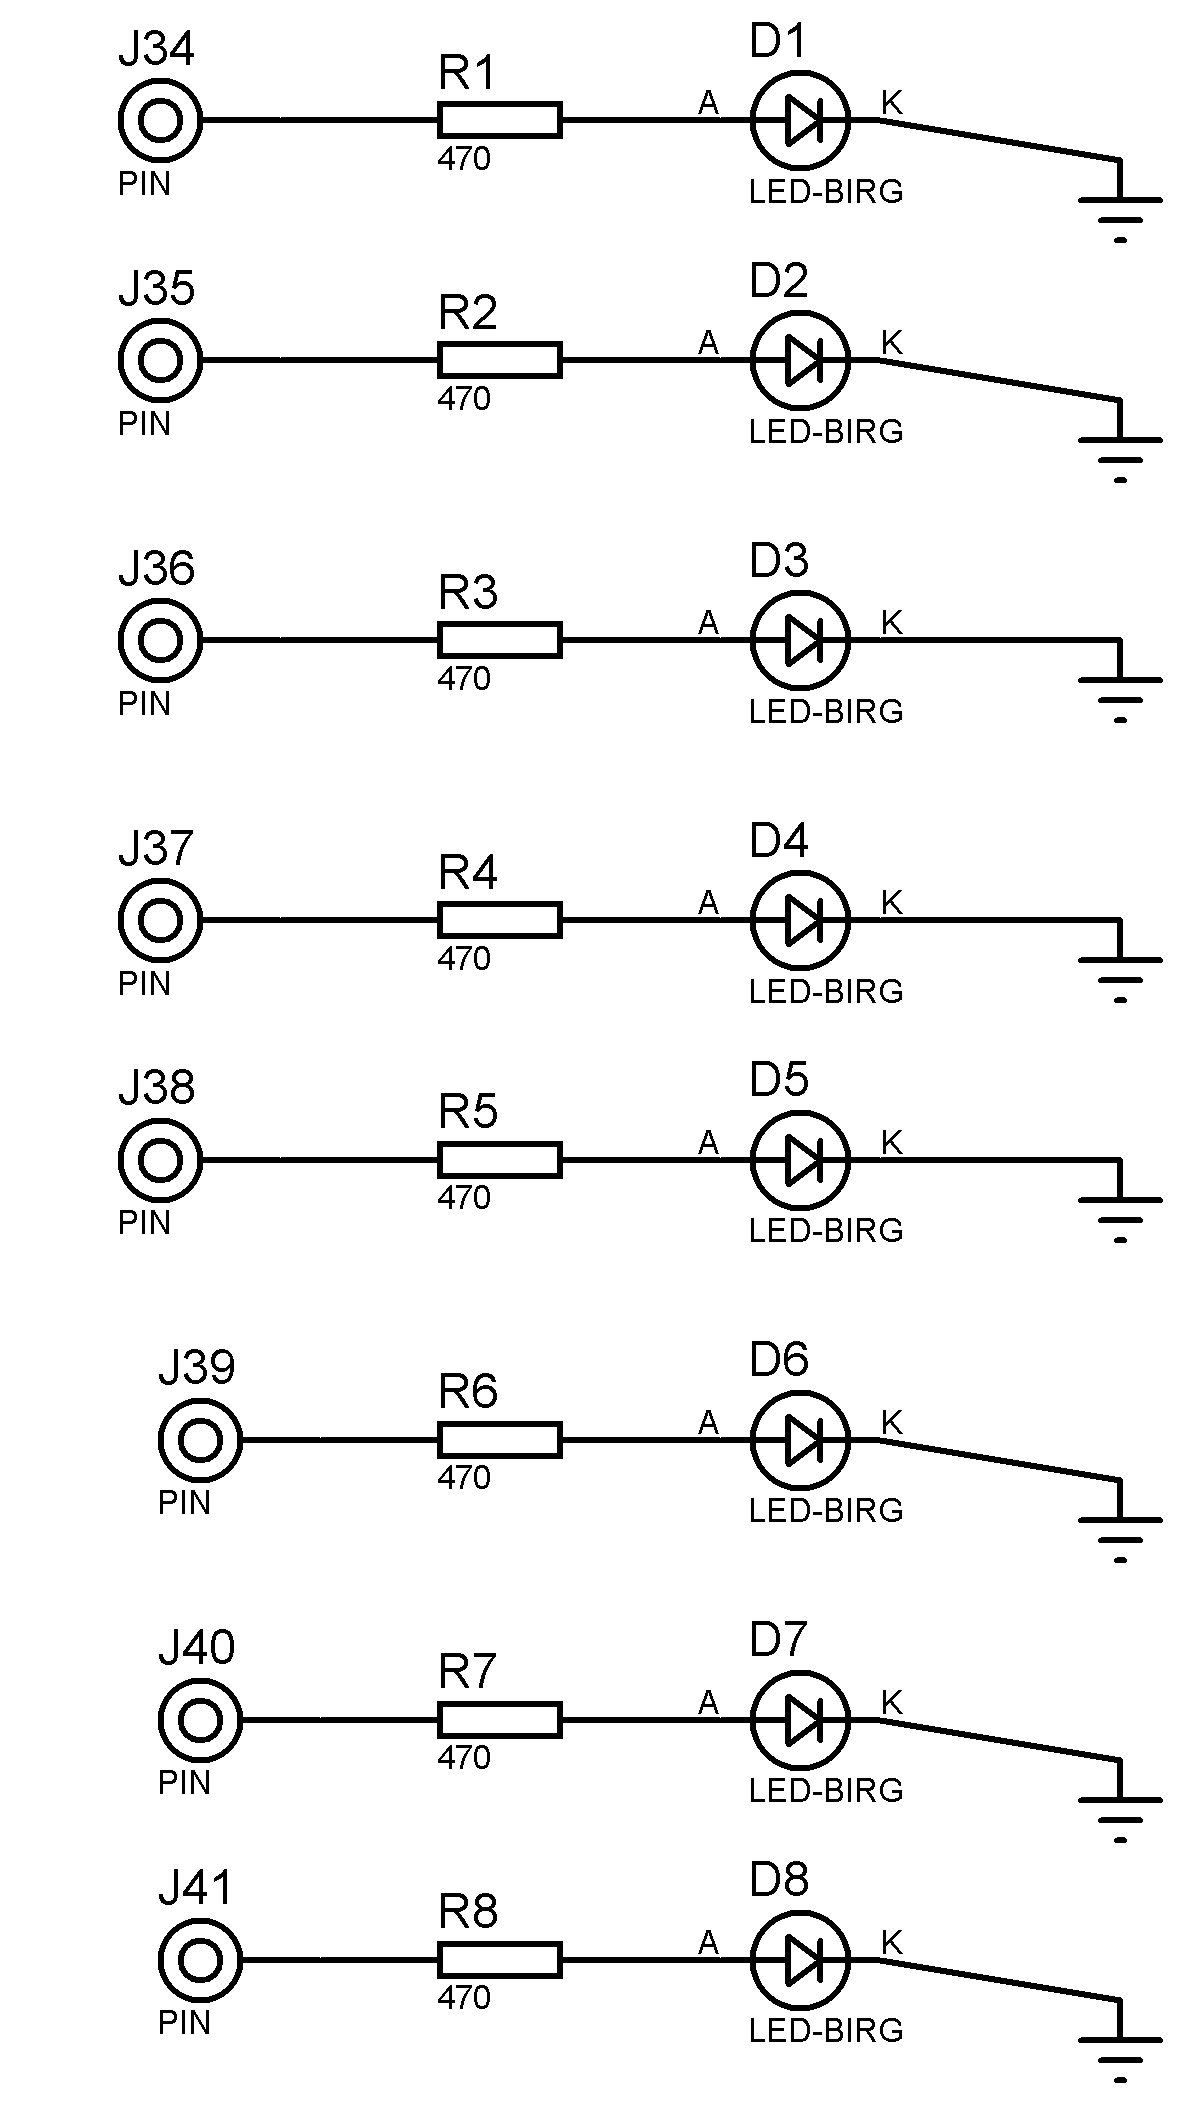 J34
R1
D1
A
K
470
PIN
LED-BIRG
J35
R2
D2
A
K
470
PIN
LED-BIRG
J36
R3
D3
A
K
470
PIN
LED-BIRG
J37
R4
D4
A
K
470
PIN
LED-BIRG
J38
R5
D5
A
K
470
PIN
LED-BIRG
J39
R6
D6
A
K
470
PIN
LED-BIRG
J40
R7
D7
A
K
470
PIN
LED-BIRG
J41
R8
D8
A
K
470
PIN
LED-BIRG